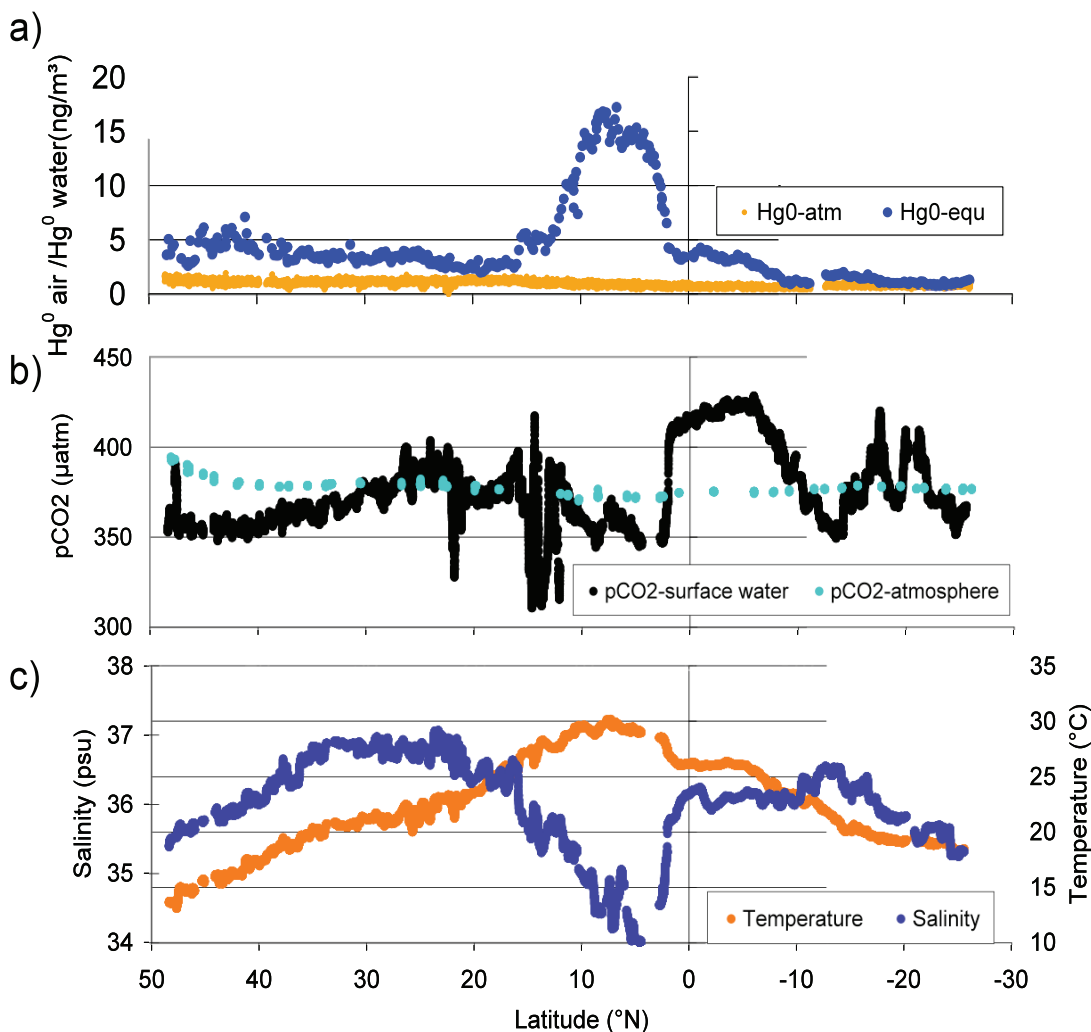 a)
Hg⁰ air /Hg⁰ water(ng/m³)
20
15
10
5
0
Hg0-atm Hg0-equ
b)
pCO2 (µatm)
450
400
350
300
pCO2-surface water pCO2-atmosphere
c)
Salinity (psu)
38
37
36
35
34
35
30
25
20
15
10
Temperature (°C)
Temperature Salinity
50 40 30 20 10 0 -10 -20 -30
Latitude (°N)